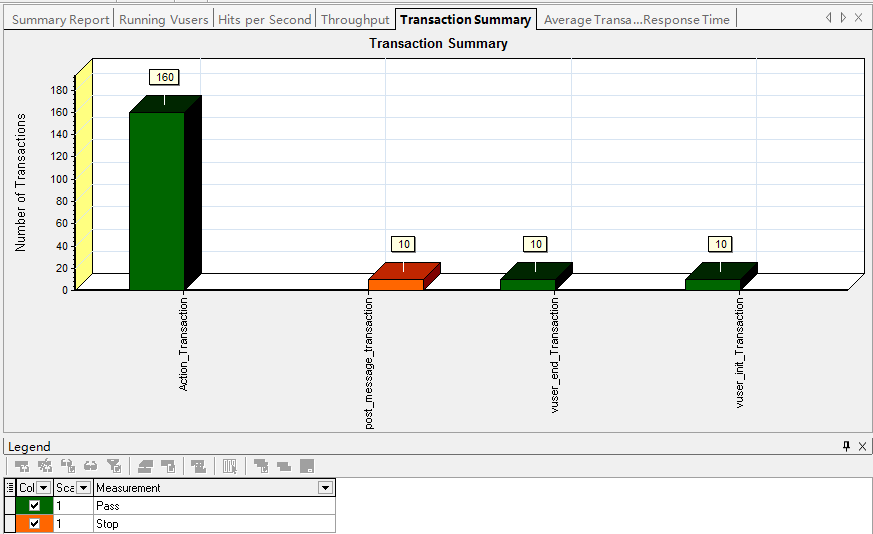 Summary Report
Running Vusers
Hits per Second
Throughput
Transaction Summary
Average Transa...Response Time
Transaction Summary
Number of Transactions
180
160
140
120
100
80
60
40
20
0
160
10
10
10
Action_Transaction
post_message_transaction
vuser_end_Transaction
vuser_init_Transaction
Legend
Col Sca Measurement
1 Pass
1 Stop